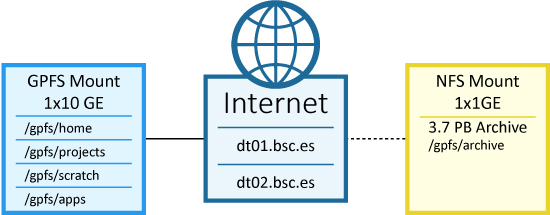 GPFS Mount
1x10 GE
/gpfs/home
/gpfs/projects
/gpfs/scratch
/gpfs/apps
Internet
dt01.bsc.es
dt02.bsc.es
NFS Mount
1x1GE
3.7 PB Archive
/gpfs/archive